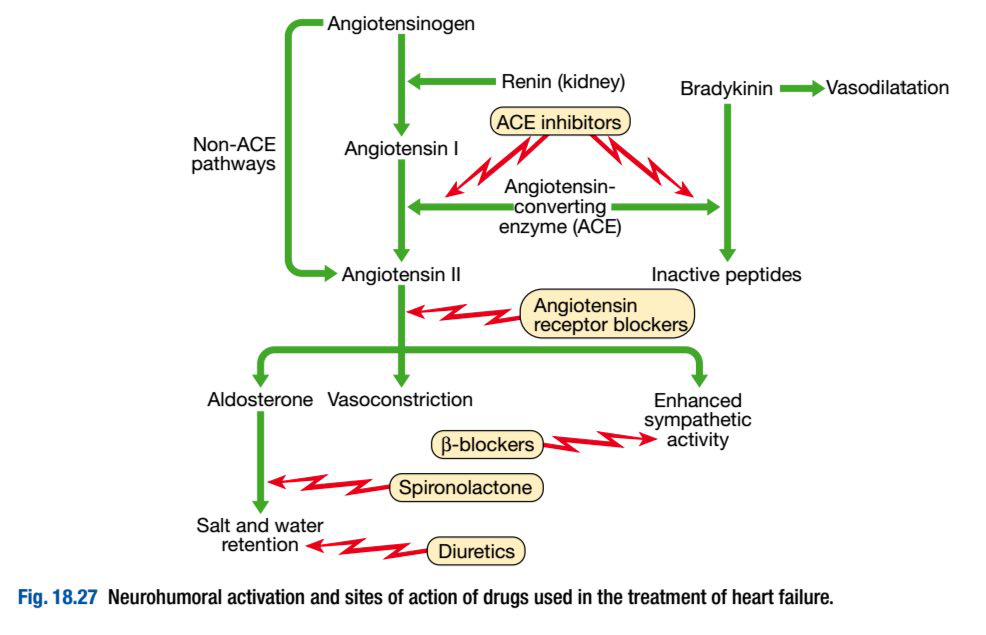 Angiotensinogen
Renin (kidney)
Bradykinin
Vasodilatation
ACE inhibitors
Non-ACE
pathways
Angiotensin I
Angiotensin-
converting
enzyme (ACE)
Angiotensin II
Inactive peptides
Angiotensin
receptor blockers
Aldosterone
Vasoconstriction
Enhanced
sympathetic
activity
β-blockers
Spironolactone
Salt and water
retention
Diuretics
Fig. 18.27 Neurohumoral activation and sites of action of drugs used in the treatment of heart failure.